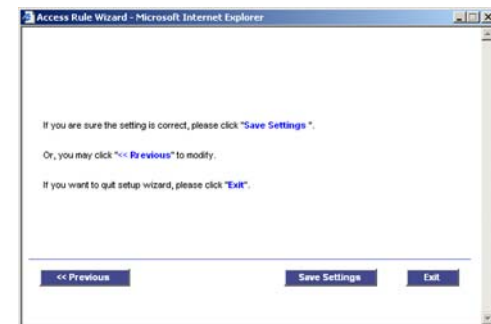 Access Rule Wizard - Microsoft Internet Explorer
If you are sure the setting is correct, please click "Save Settings ".
Or, you may click "<< Rrevious" to modify.
If you want to quit setup wizard, please click "Exit".
<< Previous Save Settings Exit